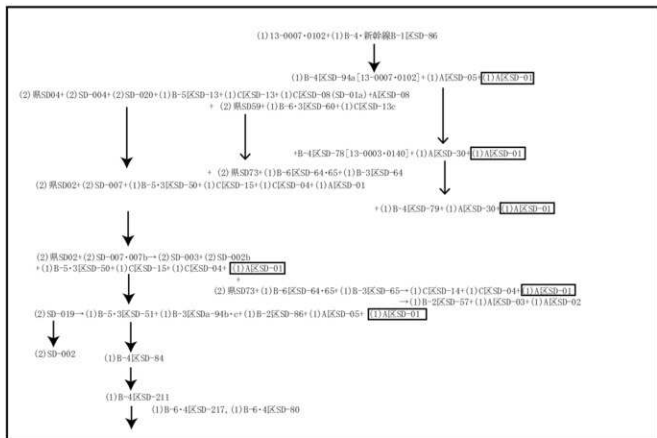 (1)13-0007・0102+(1)B-4・新幹線B-1区SD-86
(1)B-4区SD-94a[13-0007・0102]+(1)A区SD-05+(1)A区SD-01
(2)県SD04+(2)SD-004+(2)SD-020+(1)B-5区SD-13+(1)C区SD-13+(1)C区SD-08(SD-01a)+A区SD-08
+ (2)県SD59+(1)B-6・3区SD-60+(1)C区SD-13c
+B-4区SD-78[13-0003・0140]+(1)A区SD-30+(1)A区SD-01
+ (2)県SD73+(1)B-6区SD-64・65+(1)B-3区SD-64
(2)県SD02+(2)SD-007+(1)B-5・3区SD-50+(1)C区SD-15+(1)C区SD-04+(1)A区SD-01
+(1)B-4区SD-79+(1)A区SD-30+(1)A区SD-01
(2)県SD02+(2)SD-007・007b→(2)SD-003+(2)SD-002b
+(1)B-5・3区SD-50+(1)C区SD-15+(1)C区SD-04+(1)A区SD-01
+
(2)県SD73+(1)B-6区SD-64・65+(1)B-3区SD-65→(1)C区SD-14+(1)C区SD-04+(1)A区SD-01
→(1)B-2区SD-57+(1)A区SD-03+(1)A区SD-02
(2)SD-019→(1)B-5・3区SD-51+(1)B-3区SDa-94b・c+(1)B-2区SD-86+(1)A区SD-05+(1)A区SD-01
(2)SD-002
(1)B-4区SD-84
(1)B-4区SD-211
(1)B-6・4区SD-217, (1)B-6・4区SD-80